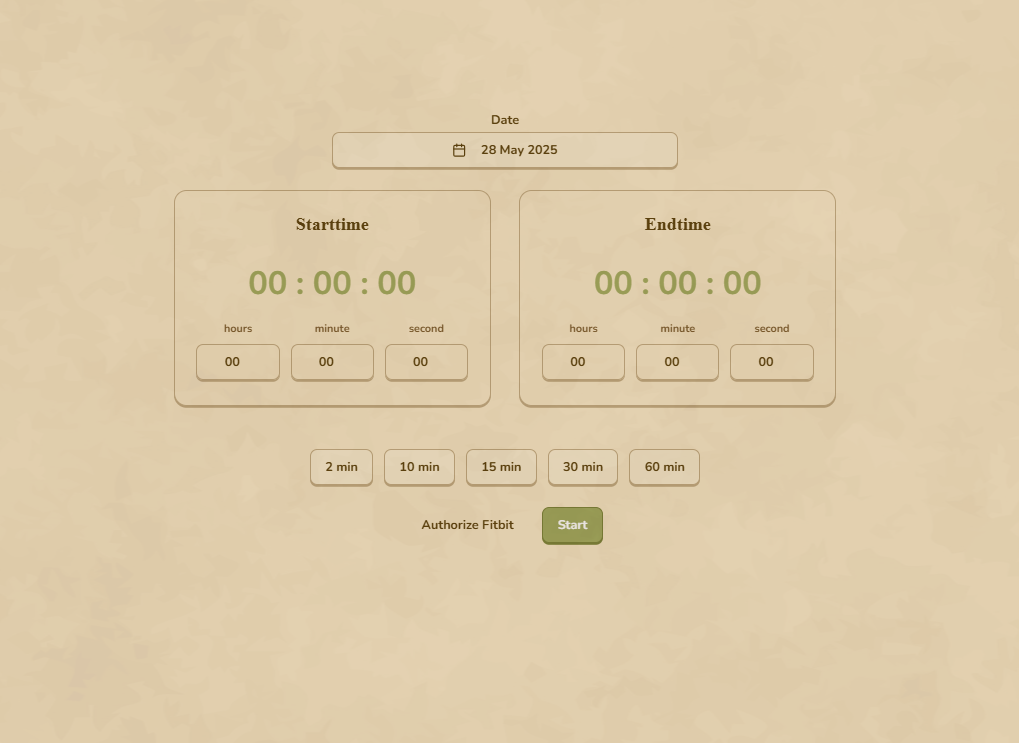 Date
28 May 2025
Starttime
00 : 00 : 00
hours minute second
00 00 00
Endtime
00 : 00 : 00
hours minute second
00 00 00
2 min 10 min 15 min 30 min 60 min
Authorize Fitbit Start